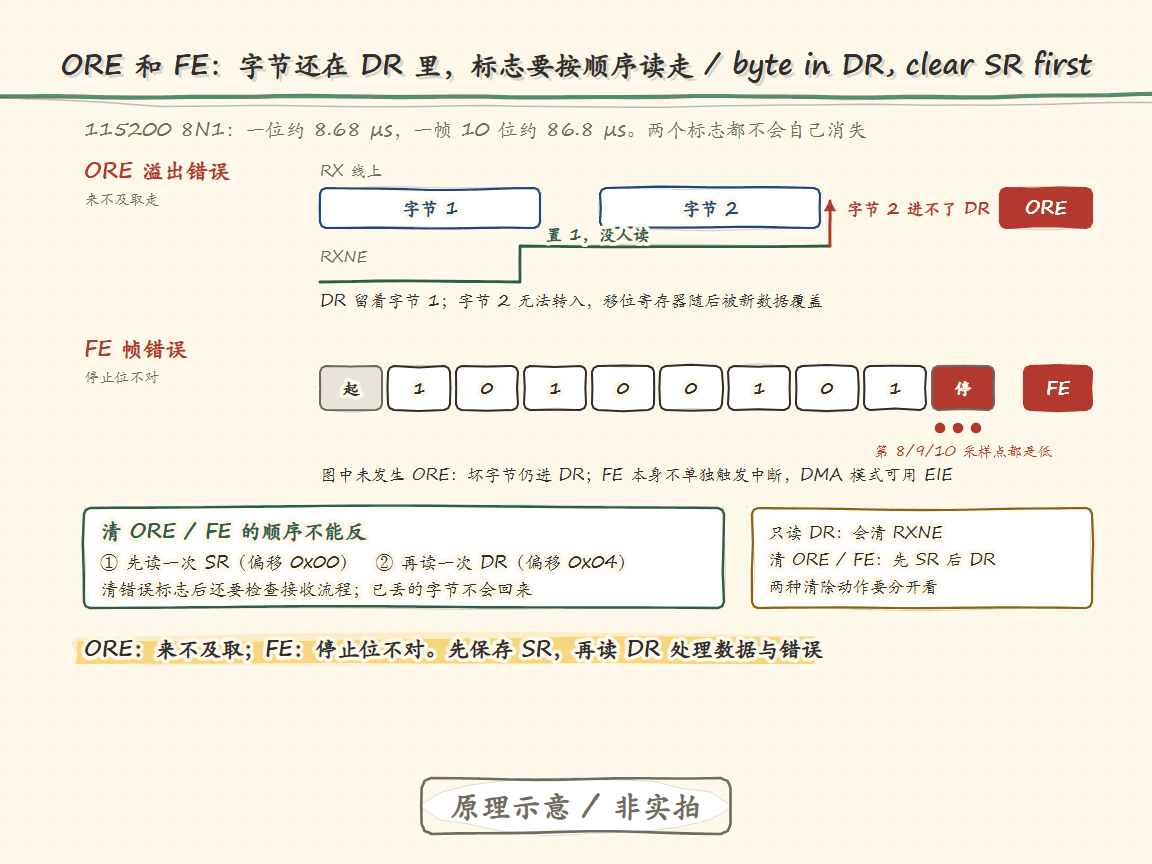 ORE 和 FE：字节还在 DR 里，标志要按顺序读走 / byte in DR, clear SR first
115200 8N1：一位约 8.68 µs，一帧 10 位约 86.8 µs。两个标志都不会自己消失
ORE 溢出错误
来不及取走
RX 线上
字节 1
字节 2
字节 2 进不了 DR
ORE
置 1，没人读
RXNE
DR 留着字节 1；字节 2 无法转入，移位寄存器随后被新数据覆盖
FE 帧错误
停止位不对
起 1 0 1 0 0 1 0 1 停
FE
第 8/9/10 采样点都是低
图中未发生 ORE：坏字节仍进 DR；FE 本身不单独触发中断，DMA 模式可用 EIE
清 ORE / FE 的顺序不能反
① 先读一次 SR（偏移 0x00） ② 再读一次 DR（偏移 0x04）
清错误标志后还要检查接收流程；已丢的字节不会回来
只读 DR：会清 RXNE
清 ORE / FE：先 SR 后 DR
两种清除动作要分开看
ORE：来不及取；FE：停止位不对。先保存 SR，再读 DR 处理数据与错误
原理示意 / 非实拍